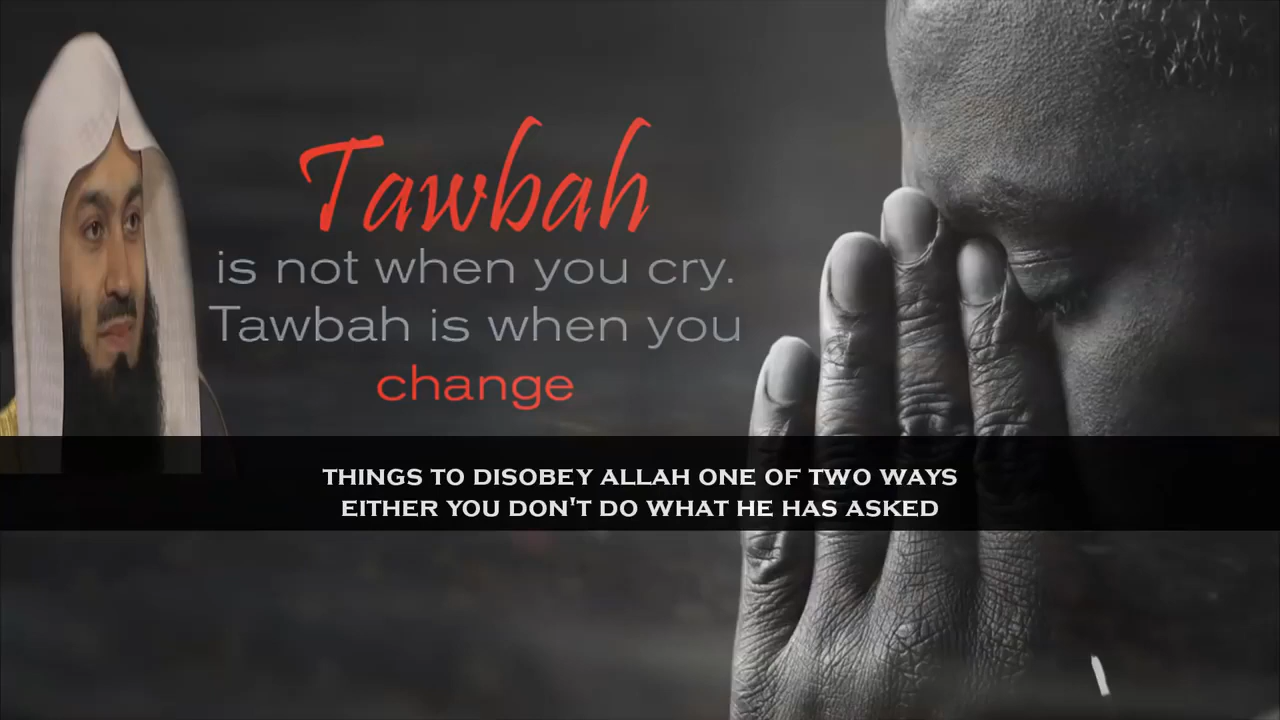 Tawbah
is not when you cry.
Tawbah is when you
change
THINGS TO DISOBEY ALLAH ONE OF TWO WAYS
EITHER YOU DON'T DO WHAT HE HAS ASKED